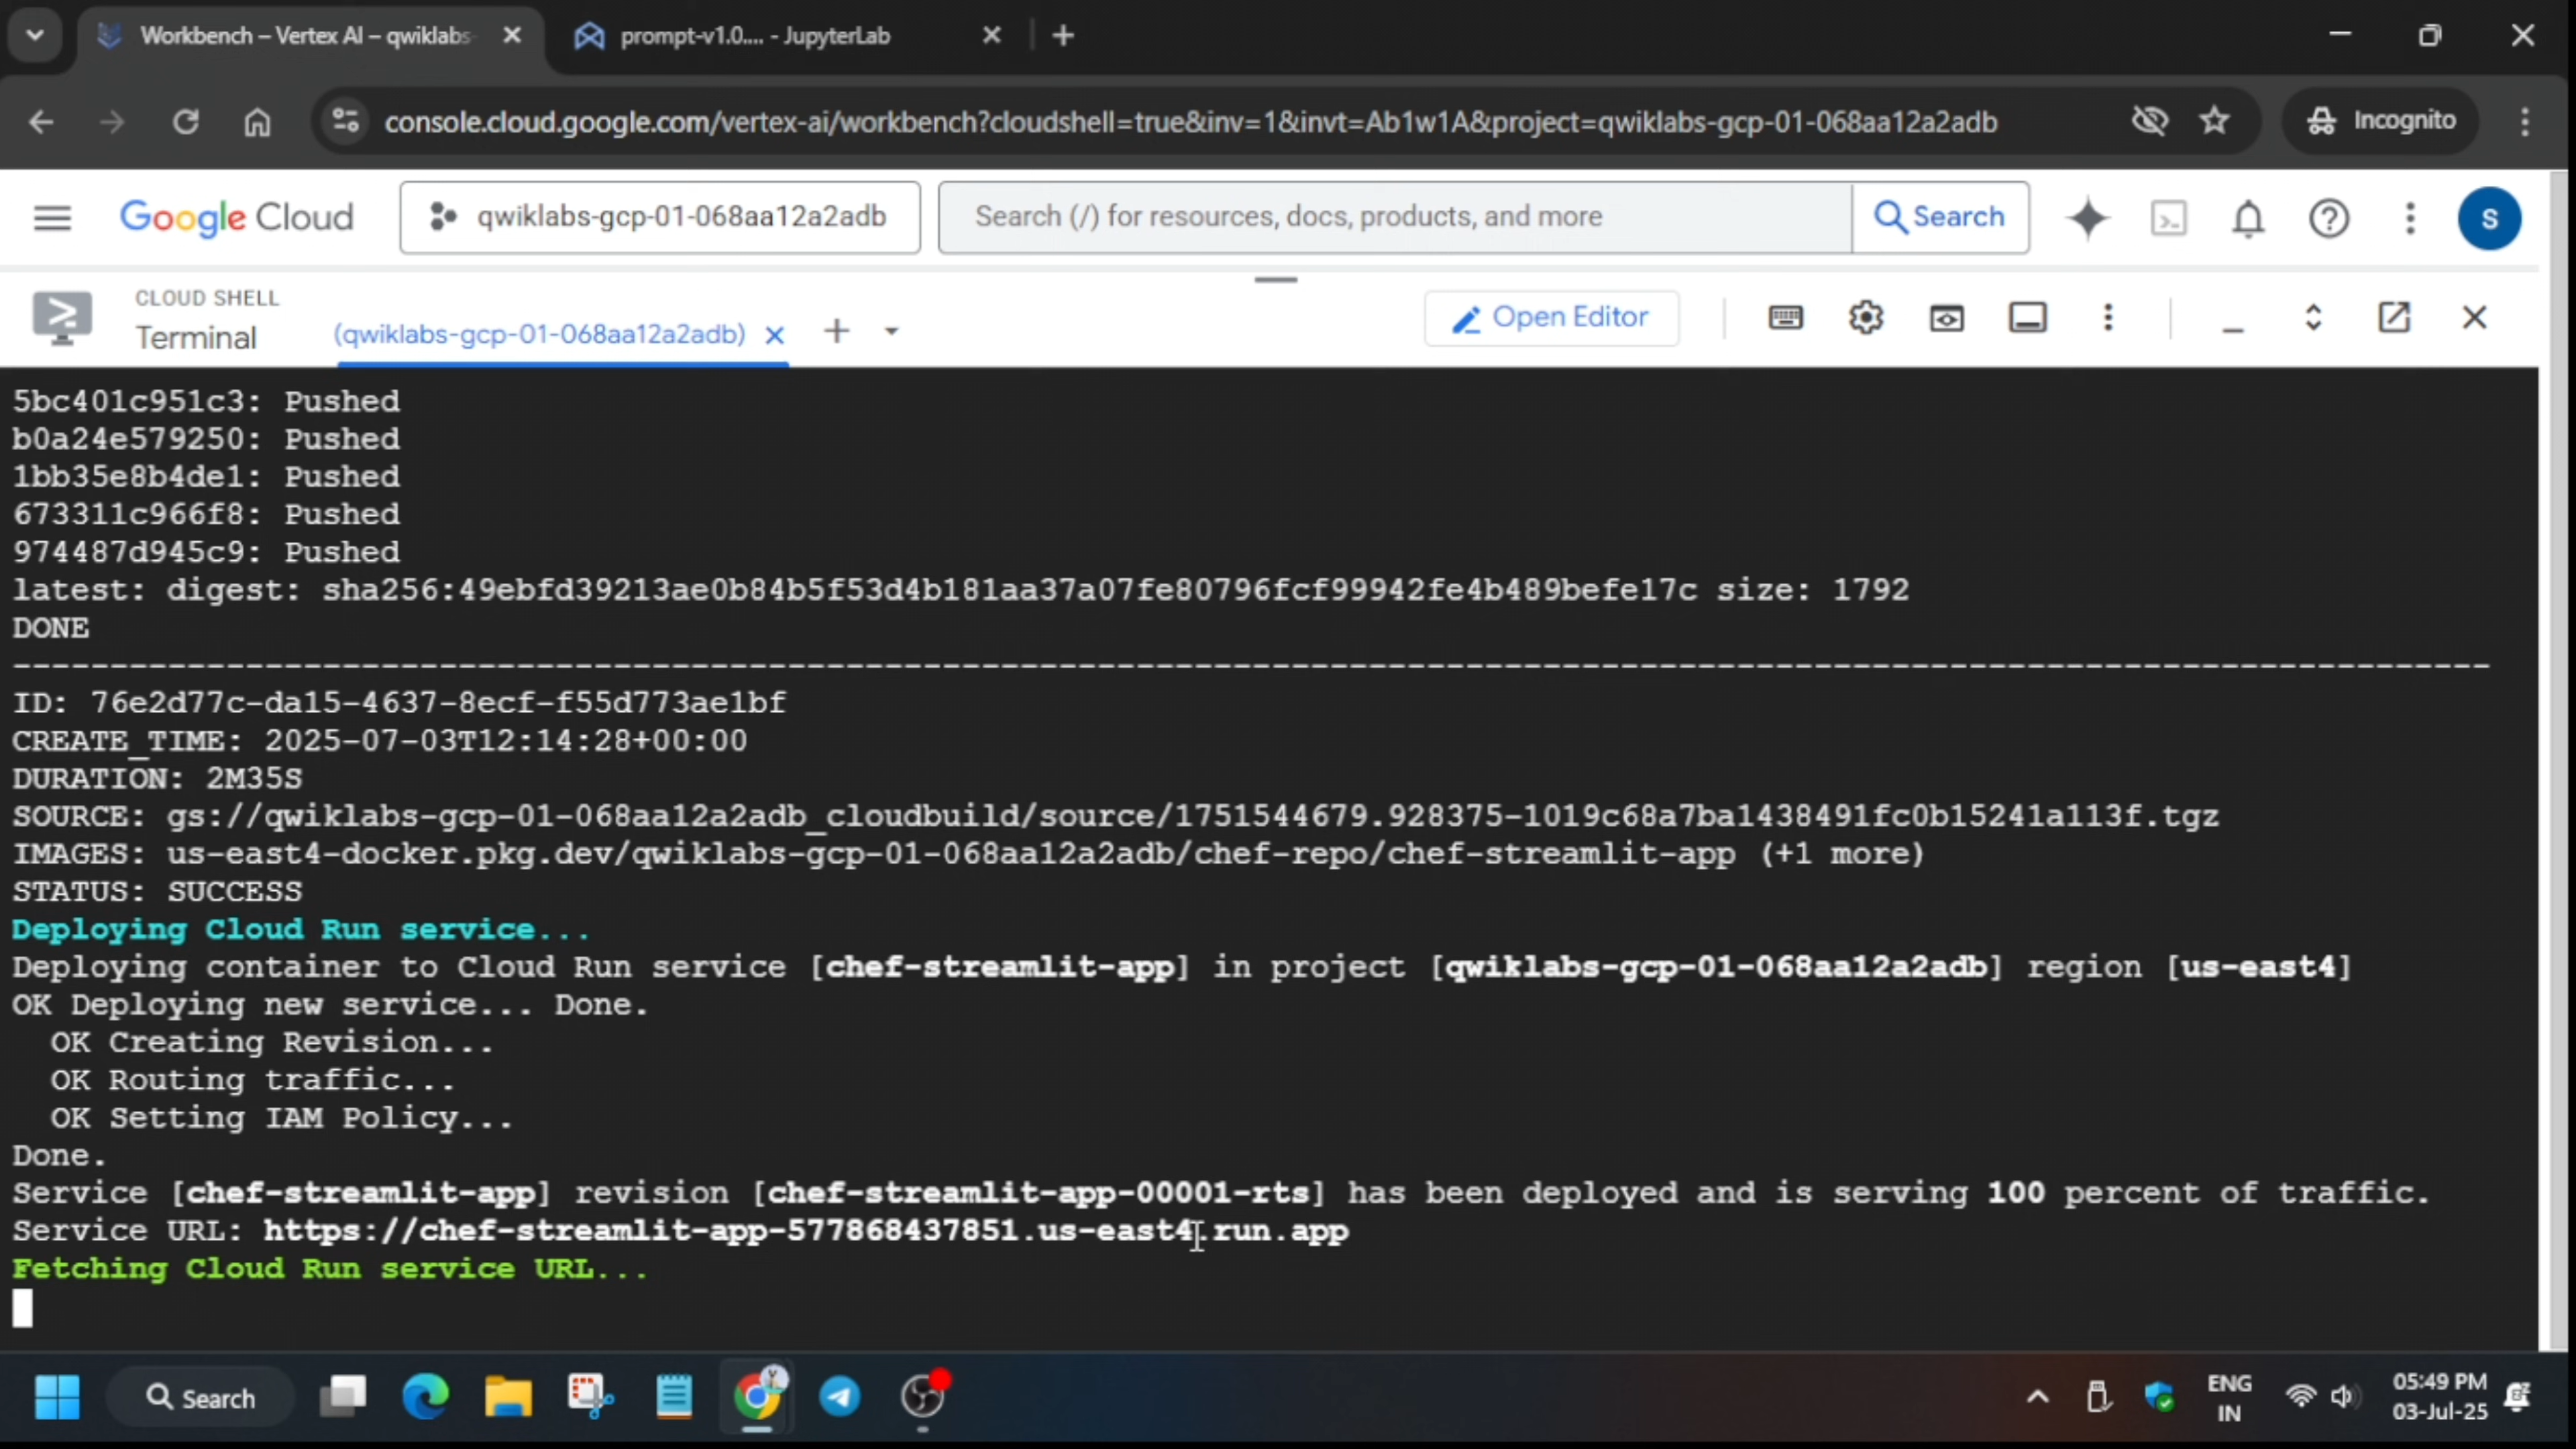 Workbench – Vertex AI – qwiklabs-
prompt-v1.0.... - JupyterLab
console.cloud.google.com/vertex-ai/workbench?cloudshell=true&inv=1&invt=Ab1w1A&project=qwiklabs-gcp-01-068aa12a2adb
Incognito
Google Cloud
qwiklabs-gcp-01-068aa12a2adb
Search (/) for resources, docs, products, and more
Search
S
CLOUD SHELL
Terminal
(qwiklabs-gcp-01-068aa12a2adb)
Open Editor
5bc401c951c3: Pushed
b0a24e579250: Pushed
1bb35e8b4de1: Pushed
673311c966f8: Pushed
974487d945c9: Pushed
latest: digest: sha256:49ebfd39213ae0b84b5f53d4b181aa37a07fe80796fcf99942fe4b489befe17c size: 1792
DONE
--------------------------------------------------------------------------------------------------------------------------------
ID: 76e2d77c-da15-4637-8ecf-f55d773ae1bf
CREATE_TIME: 2025-07-03T12:14:28+00:00
DURATION: 2M35S
SOURCE: gs://qwiklabs-gcp-01-068aa12a2adb_cloudbuild/source/1751544679.928375-1019c68a7ba1438491fc0b15241a113f.tgz
IMAGES: us-east4-docker.pkg.dev/qwiklabs-gcp-01-068aa12a2adb/chef-repo/chef-streamlit-app (+1 more)
STATUS: SUCCESS
Deploying Cloud Run service...
Deploying container to Cloud Run service [chef-streamlit-app] in project [qwiklabs-gcp-01-068aa12a2adb] region [us-east4]
OK Deploying new service... Done.
OK Creating Revision...
OK Routing traffic...
OK Setting IAM Policy...
Done.
Service [chef-streamlit-app] revision [chef-streamlit-app-00001-rts] has been deployed and is serving 100 percent of traffic.
Service URL: https://chef-streamlit-app-577868437851.us-east4.run.app
Fetching Cloud Run service URL...
Search
ENG
IN
05:49 PM
03-Jul-25